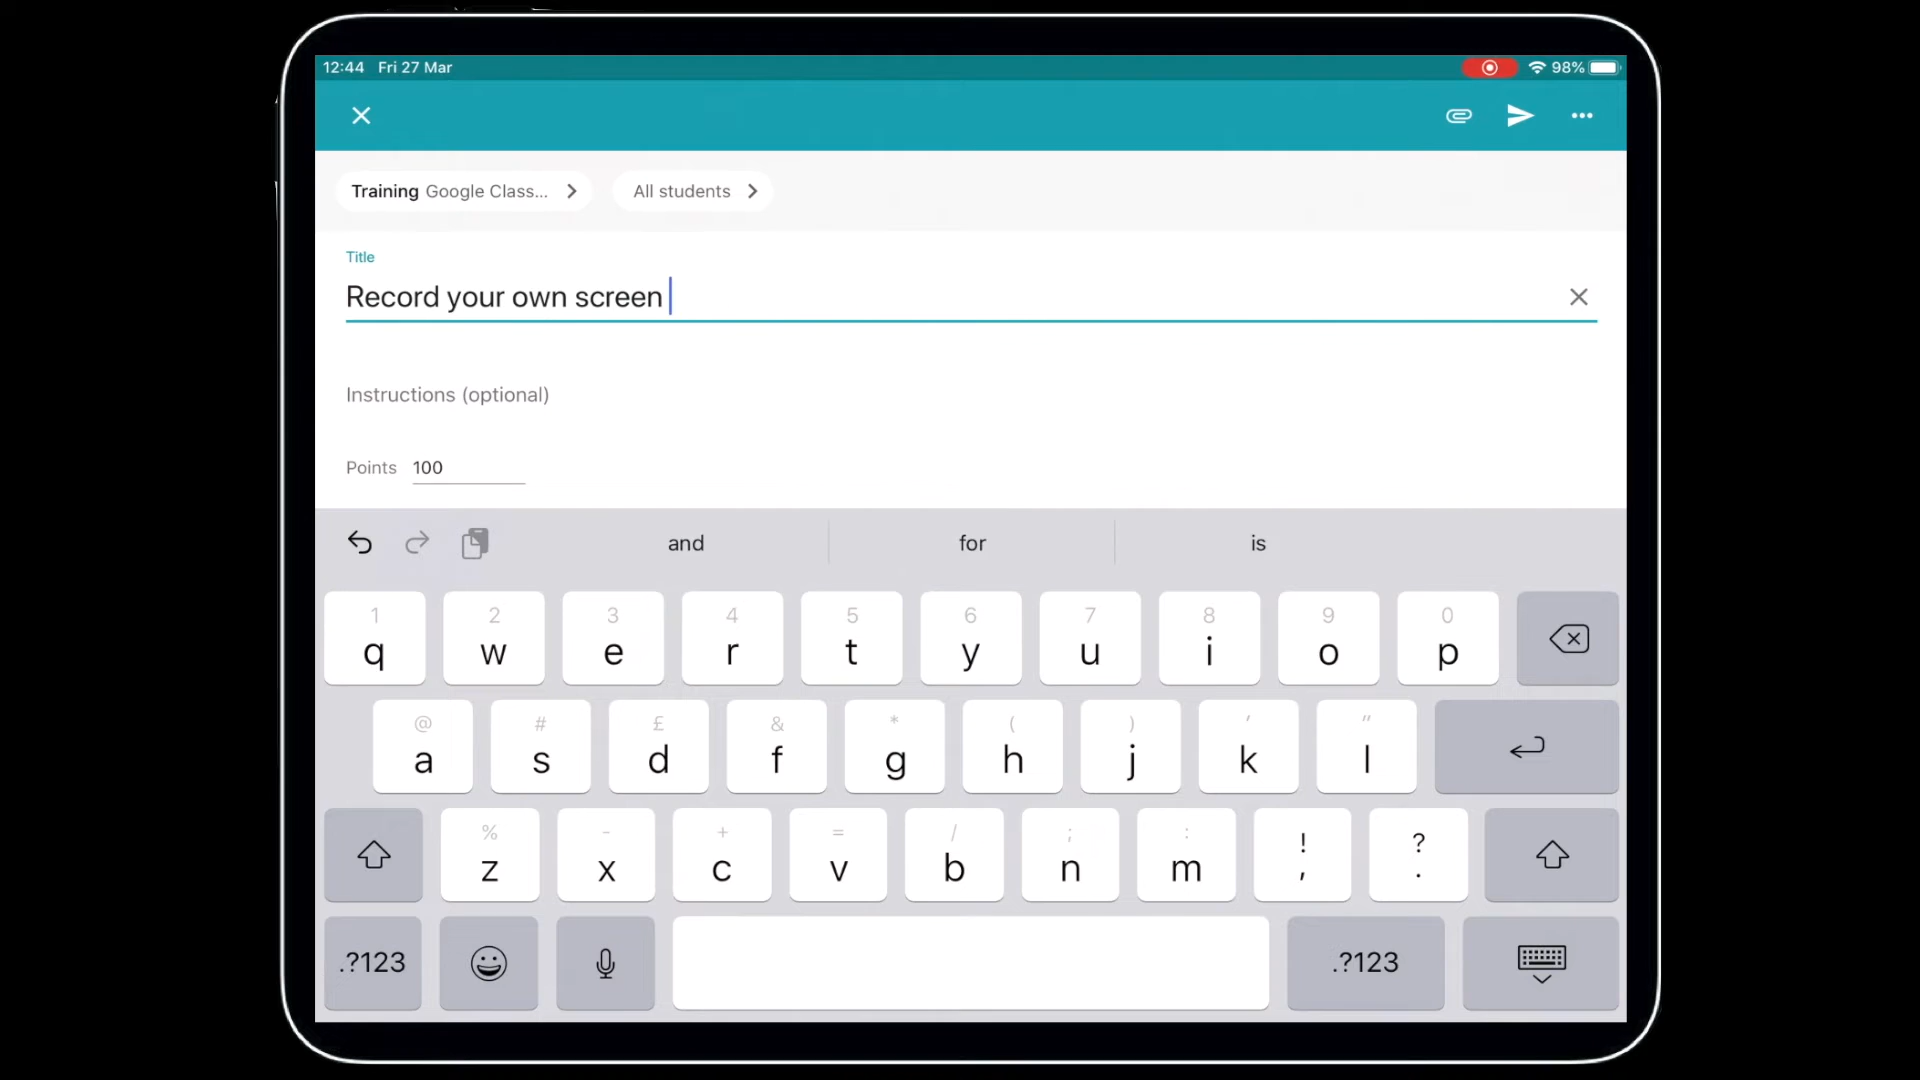 12:44 Fri 27 Mar 98%
Training Google Class... All students
Title
Record your own screen
Instructions (optional)
Points 100
and for is
1 2 3 4 5 6 7 8 9 0
q w e r t y u i o p
@ # £ & * ( ) ' "
a s d f g h j k l
% - + = / ; : ! ?
z x c v b n m , .
.?123 .?123